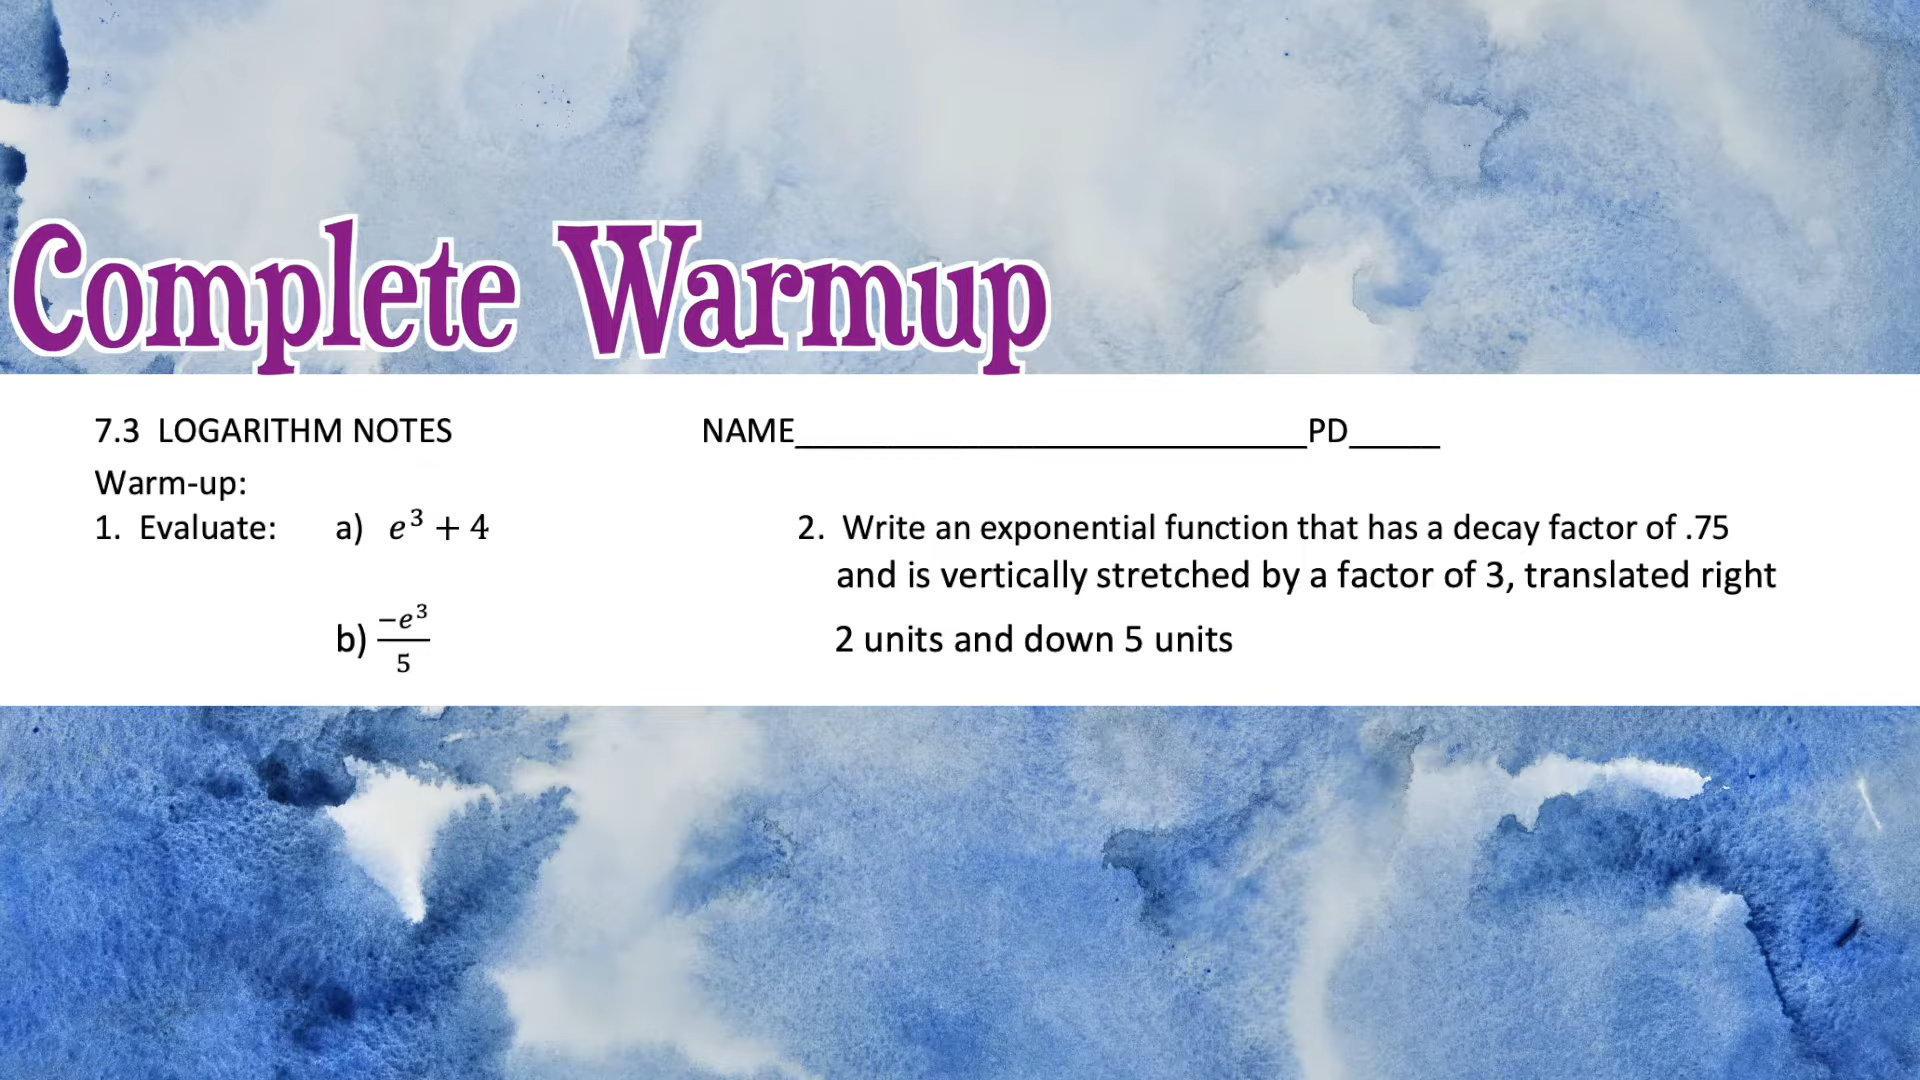 Complete Warmup
7.3 LOGARITHM NOTES NAME____________________________PD_____
Warm-up:
1. Evaluate: a) e³ + 4 2. Write an exponential function that has a decay factor of .75
and is vertically stretched by a factor of 3, translated right
b) −e³/5 2 units and down 5 units